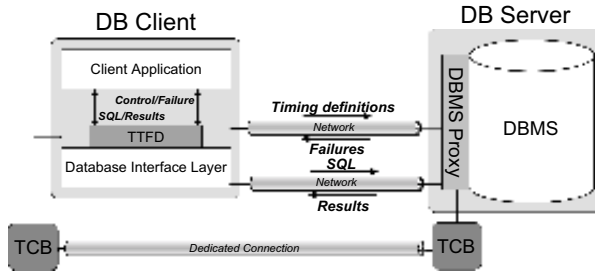 DB Client
DB Server
Client Application
Control/Failure
SQL/Results
TTFD
Database Interface Layer
Timing definitions
Network
Failures
SQL
Network
Results
DBMS Proxy
DBMS
TCB
Dedicated Connection
TCB